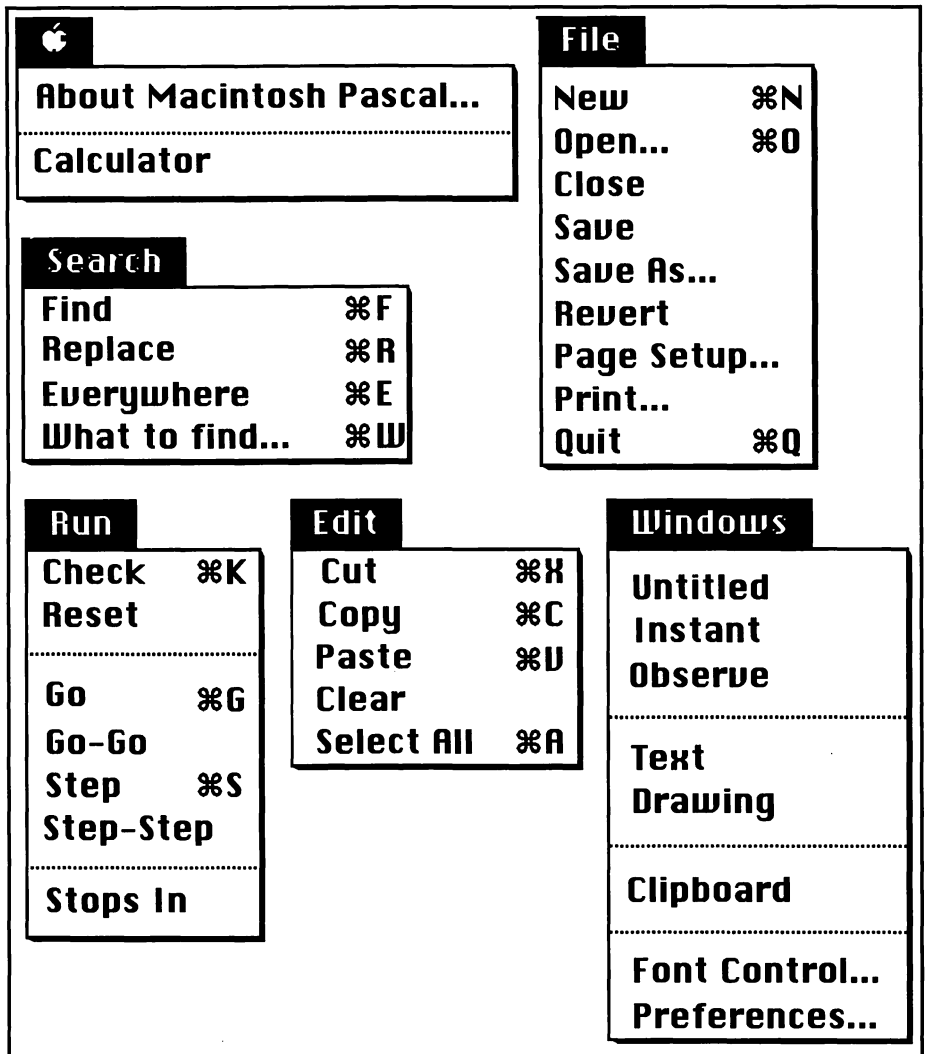 About Macintosh Pascal...
Calculator
File
New ⌘N
Open... ⌘O
Close
Save
Save As...
Revert
Page Setup...
Print...
Quit ⌘Q
Search
Find ⌘F
Replace ⌘R
Everywhere ⌘E
What to find... ⌘W
Run
Check ⌘K
Reset
Go ⌘G
Go-Go
Step ⌘S
Step-Step
Stops In
Edit
Cut ⌘X
Copy ⌘C
Paste ⌘V
Clear
Select All ⌘A
Windows
Untitled
Instant
Observe
Text
Drawing
Clipboard
Font Control...
Preferences...